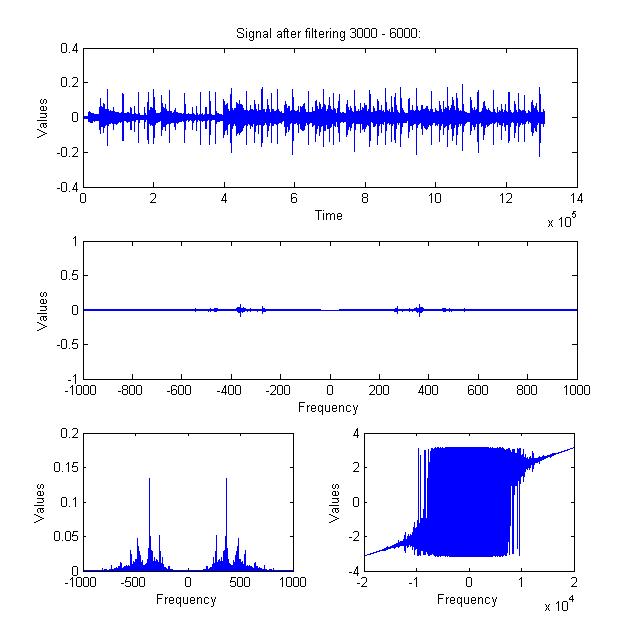 Signal after filtering 3000 - 6000:
0.4
0.2
0
-0.2
-0.4
Values
0 2 4 6 8 10 12 14
Time
x 10^5
1
0.5
0
-0.5
-1
Values
-1000 -800 -600 -400 -200 0 200 400 600 800 1000
Frequency
0.2
0.15
0.1
0.05
0
Values
-1000 -500 0 500 1000
Frequency
4
2
0
-2
-4
Values
-2 -1 0 1 2
Frequency
x 10^4